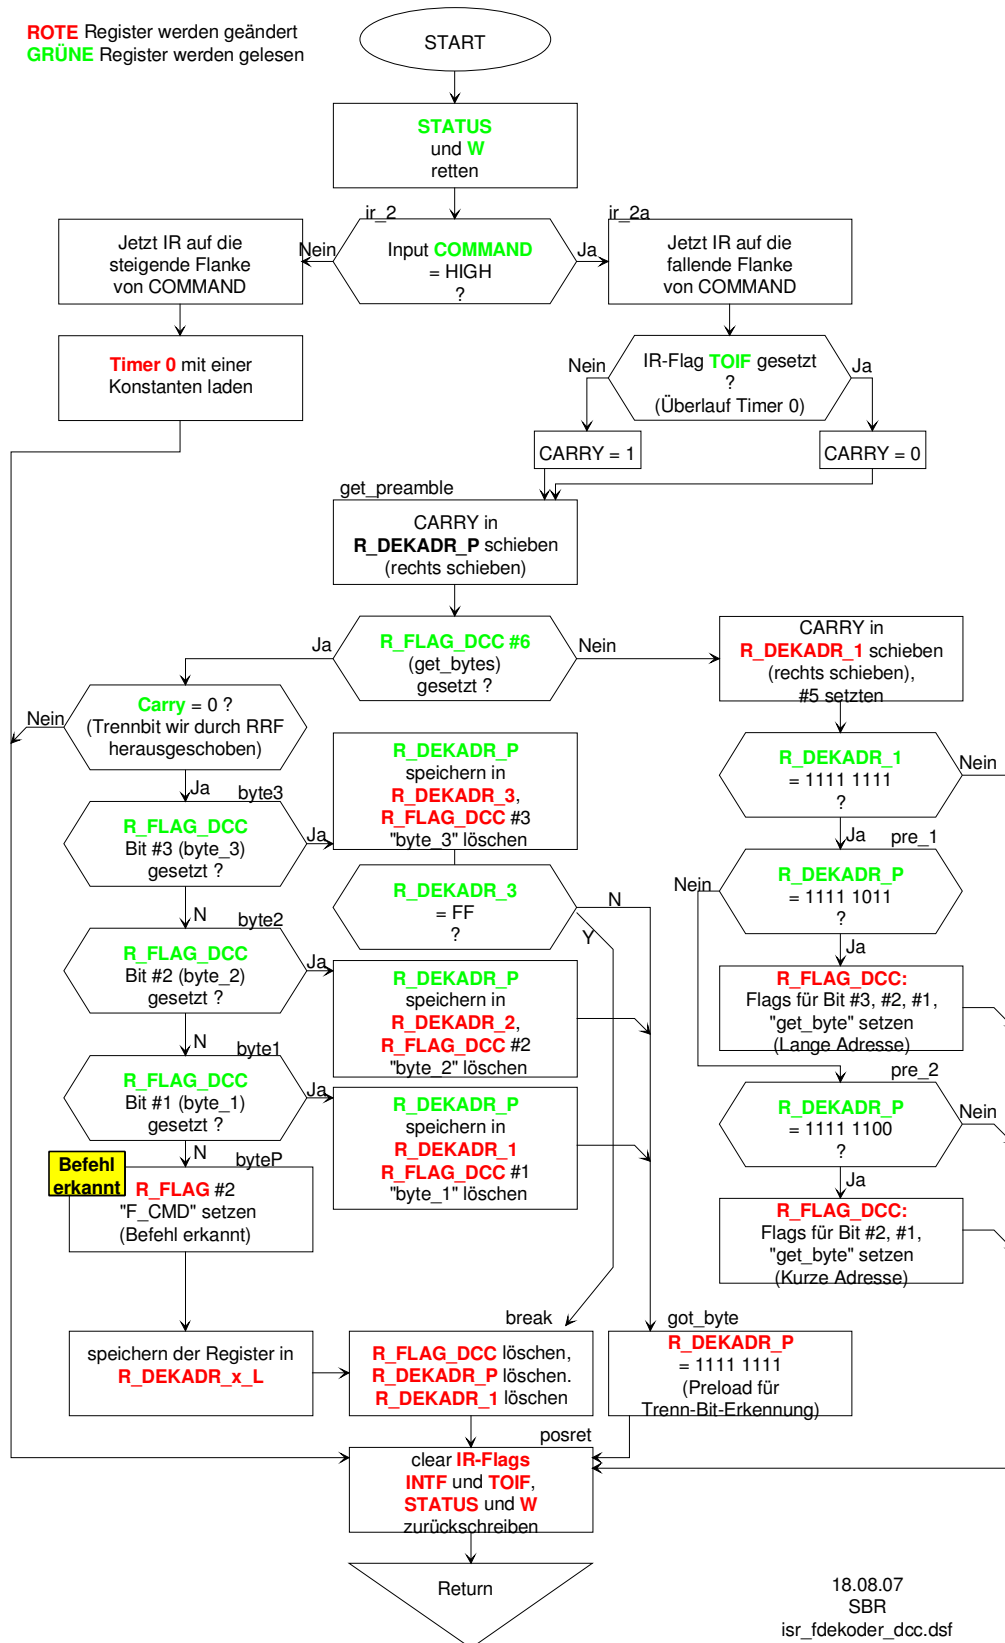 ROTE Register werden geändert
GRÜNE Register werden gelesen
START
STATUS
und W
retten
ir_2
ir_2a
Nein
Input COMMAND
= HIGH
?
Ja
Jetzt IR auf die
steigende Flanke
von COMMAND
Jetzt IR auf die
fallende Flanke
von COMMAND
Timer 0 mit einer
Konstanten laden
Nein
IR-Flag TOIF gesetzt
?
(Überlauf Timer 0)
Ja
CARRY = 1
CARRY = 0
get_preamble
CARRY in
R_DEKADR_P schieben
(rechts schieben)
Ja
R_FLAG_DCC #6
(get_bytes)
gesetzt ?
Nein
CARRY in
R_DEKADR_1 schieben
(rechts schieben),
#5 setzten
Nein
Carry = 0 ?
(Trennbit wir durch RRF
herausgeschoben)
Ja
byte3
R_DEKADR_P
speichern in
R_DEKADR_3,
R_FLAG_DCC #3
"byte_3" löschen
R_DEKADR_1
= 1111 1111
?
Nein
Ja
pre_1
R_FLAG_DCC
Bit #3 (byte_3)
gesetzt ?
Ja
N
byte2
R_DEKADR_3
= FF
?
N
Y
Nein
R_DEKADR_P
= 1111 1011
?
Ja
R_FLAG_DCC
Bit #2 (byte_2)
gesetzt ?
Ja
N
byte1
R_DEKADR_P
speichern in
R_DEKADR_2,
R_FLAG_DCC #2
"byte_2" löschen
R_FLAG_DCC:
Flags für Bit #3, #2, #1,
"get_byte" setzen
(Lange Adresse)
pre_2
R_FLAG_DCC
Bit #1 (byte_1)
gesetzt ?
Ja
N
byteP
R_DEKADR_P
speichern in
R_DEKADR_1
R_FLAG_DCC #1
"byte_1" löschen
R_DEKADR_P
= 1111 1100
?
Nein
Ja
Befehl
erkannt
R_FLAG #2
"F_CMD" setzen
(Befehl erkannt)
R_FLAG_DCC:
Flags für Bit #2, #1,
"get_byte" setzen
(Kurze Adresse)
break
got_byte
speichern der Register in
R_DEKADR_x_L
R_FLAG_DCC löschen,
R_DEKADR_P löschen.
R_DEKADR_1 löschen
R_DEKADR_P
= 1111 1111
(Preload für
Trenn-Bit-Erkennung)
posret
clear IR-Flags
INTF und TOIF,
STATUS und W
zurückschreiben
Return
18.08.07
SBR
isr_fdekoder_dcc.dsf